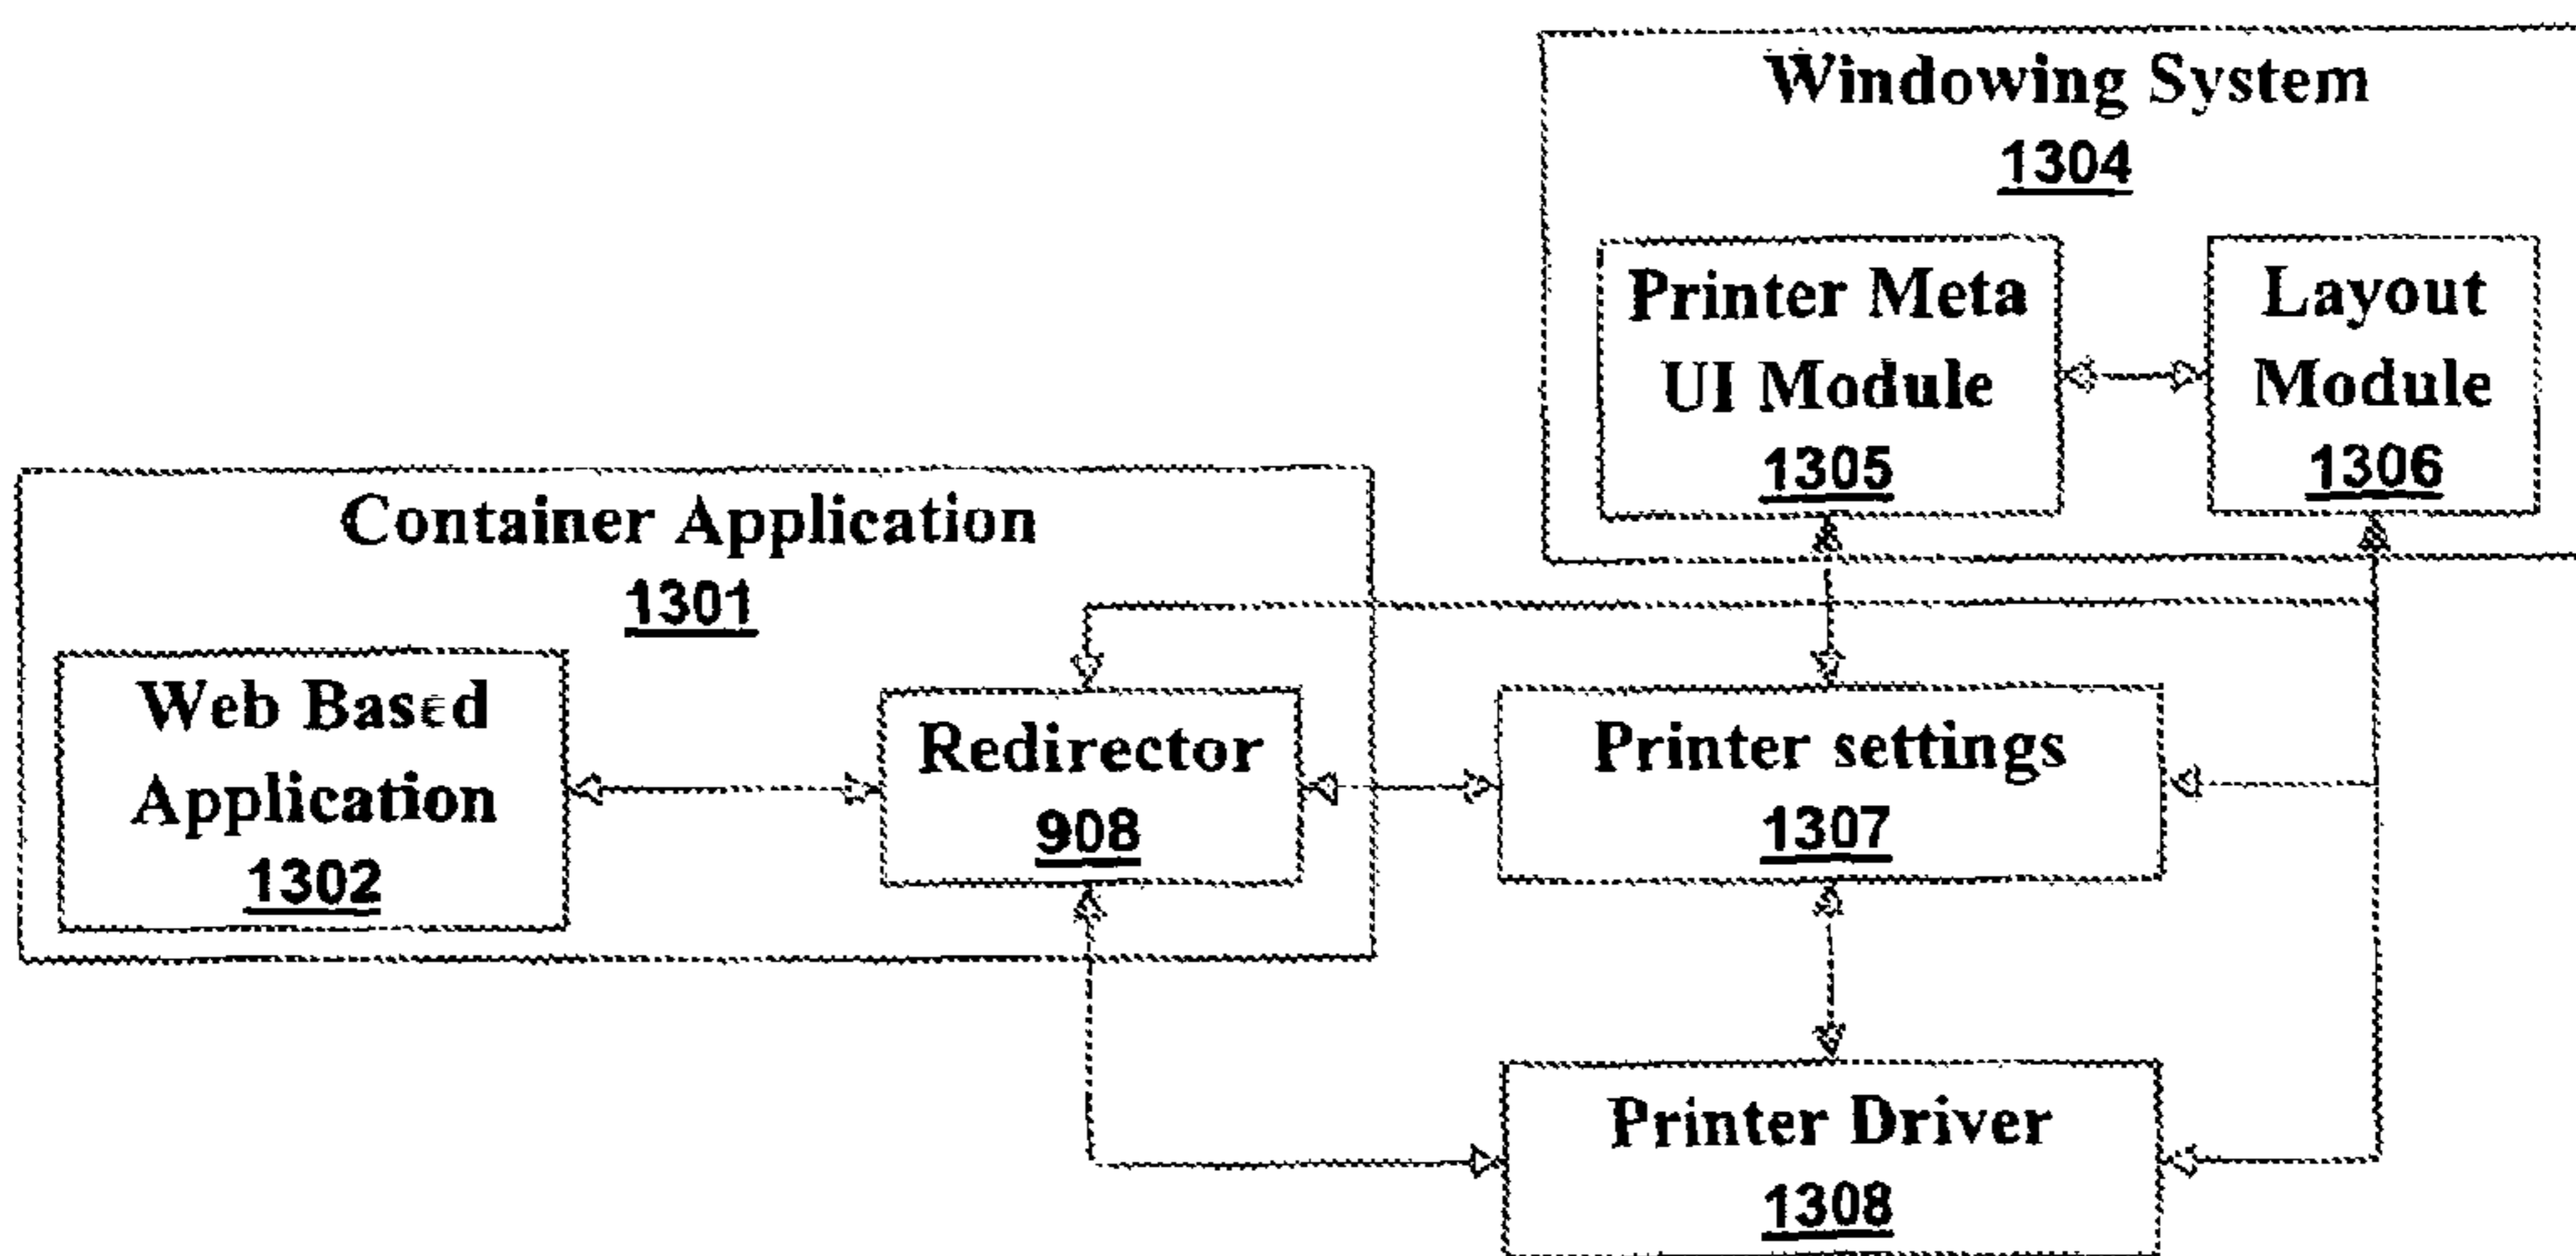 Windowing System
1304
Printer Meta
UI Module
1305
Layout
Module
1306
Container Application
1301
Web Based
Application
1302
Redirector
908
Printer settings
1307
Printer Driver
1308